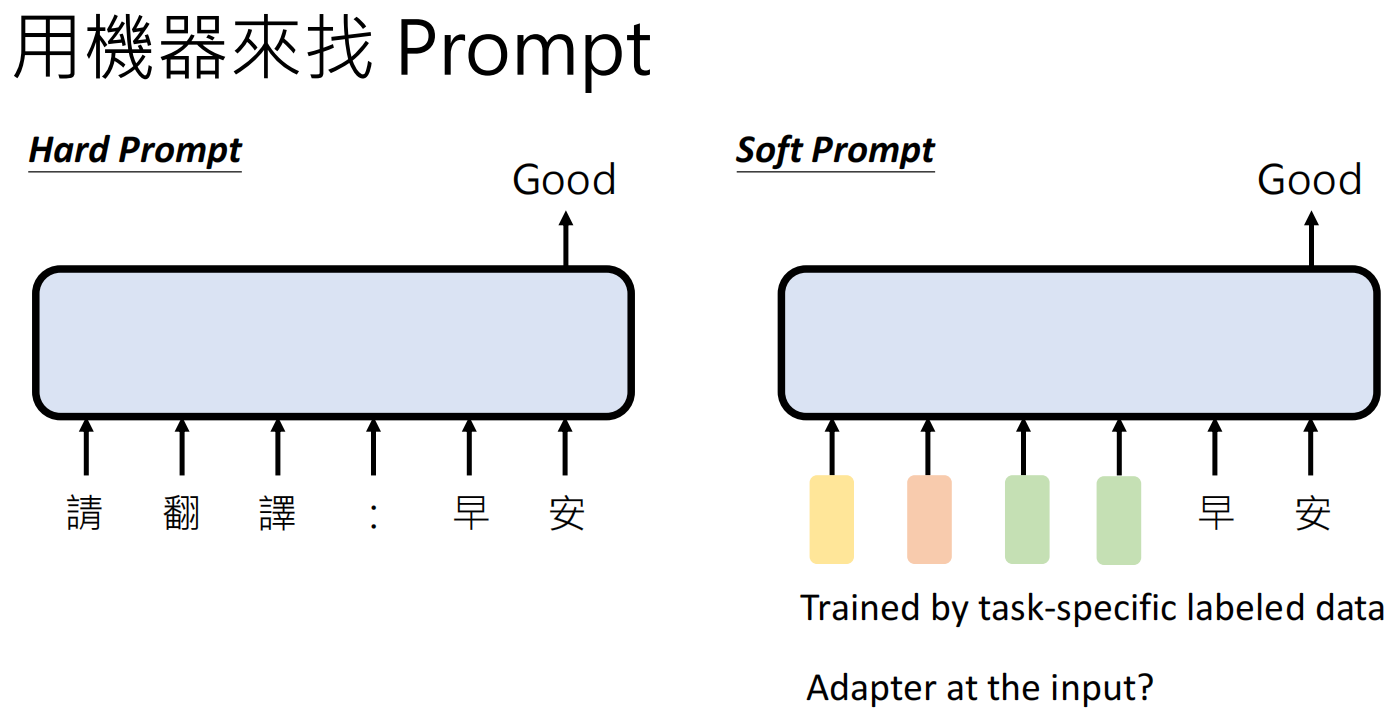 用機器來找 Prompt
Hard Prompt
Good
請 翻 譯 : 早 安
Soft Prompt
Good
早 安
Trained by task-specific labeled data
Adapter at the input?